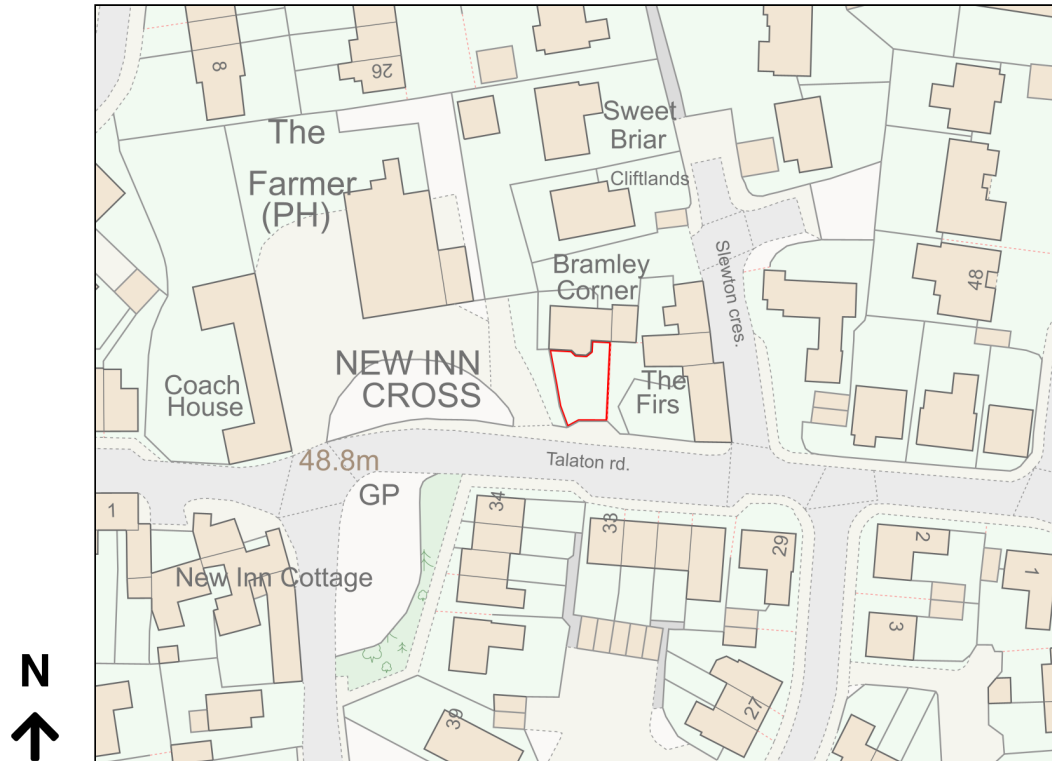 8
26
The
Farmer
(PH)
Sweet
Briar
Cliftlands
Bramley
Corner
Slewton cres.
48
NEW INN
CROSS
Coach
House
The
Firs
48.8m
Talaton rd.
GP
1
34
33
29
2
1
New Inn Cottage
3
N
39
27